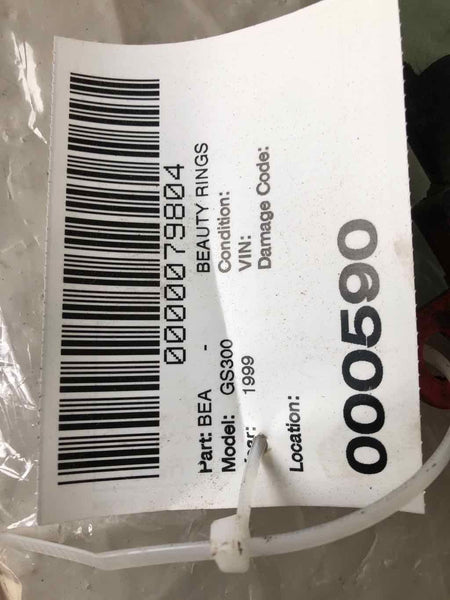 0000079804
Part: BEA - BEAUTY RINGS
Model: GS300 Condition:
1999 VIN:
Damage Code:
Location:
000590